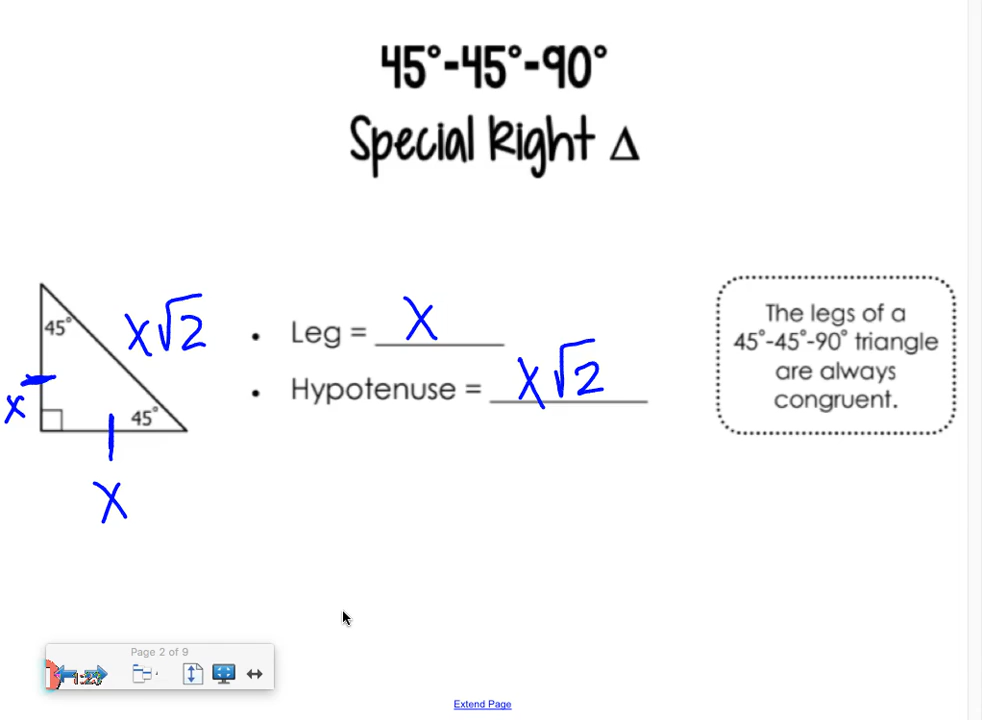 45°-45°-90°
Special Right Δ
45°
x√2
x
45°
x
• Leg = x
• Hypotenuse = x√2
The legs of a
45°-45°-90° triangle
are always
congruent.
Page 2 of 9
Extend Page